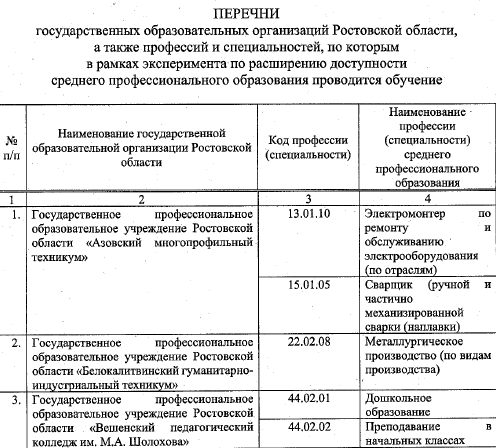 ПЕРЕЧНИ
государственных образовательных организаций Ростовской области,
а также профессий и специальностей, по которым
в рамках эксперимента по расширению доступности
среднего профессионального образования проводится обучение
№
п/п
Наименование государственной
образовательной организации Ростовской
области
Код профессии
(специальности)
Наименование
профессии
(специальности)
среднего
профессионального
образования
1 2 3 4
1. Государственное профессиональное
образовательное учреждение Ростовской
области «Азовский многопрофильный
техникум»
13.01.10
Электромонтер по
ремонту и
обслуживанию
электрооборудования
(по отраслям)
15.01.05
Сварщик (ручной и
частично
механизированной
сварки (наплавки)
2. Государственное профессиональное
образовательное учреждение Ростовской
области «Белокалитвинский гуманитарно-
индустриальный техникум»
22.02.08
Металлургическое
производство (по видам
производства)
3. Государственное профессиональное
образовательное учреждение Ростовской
области «Вешенский педагогический
колледж им. М.А. Шолохова»
44.02.01
Дошкольное
образование
44.02.02
Преподавание в
начальных классах